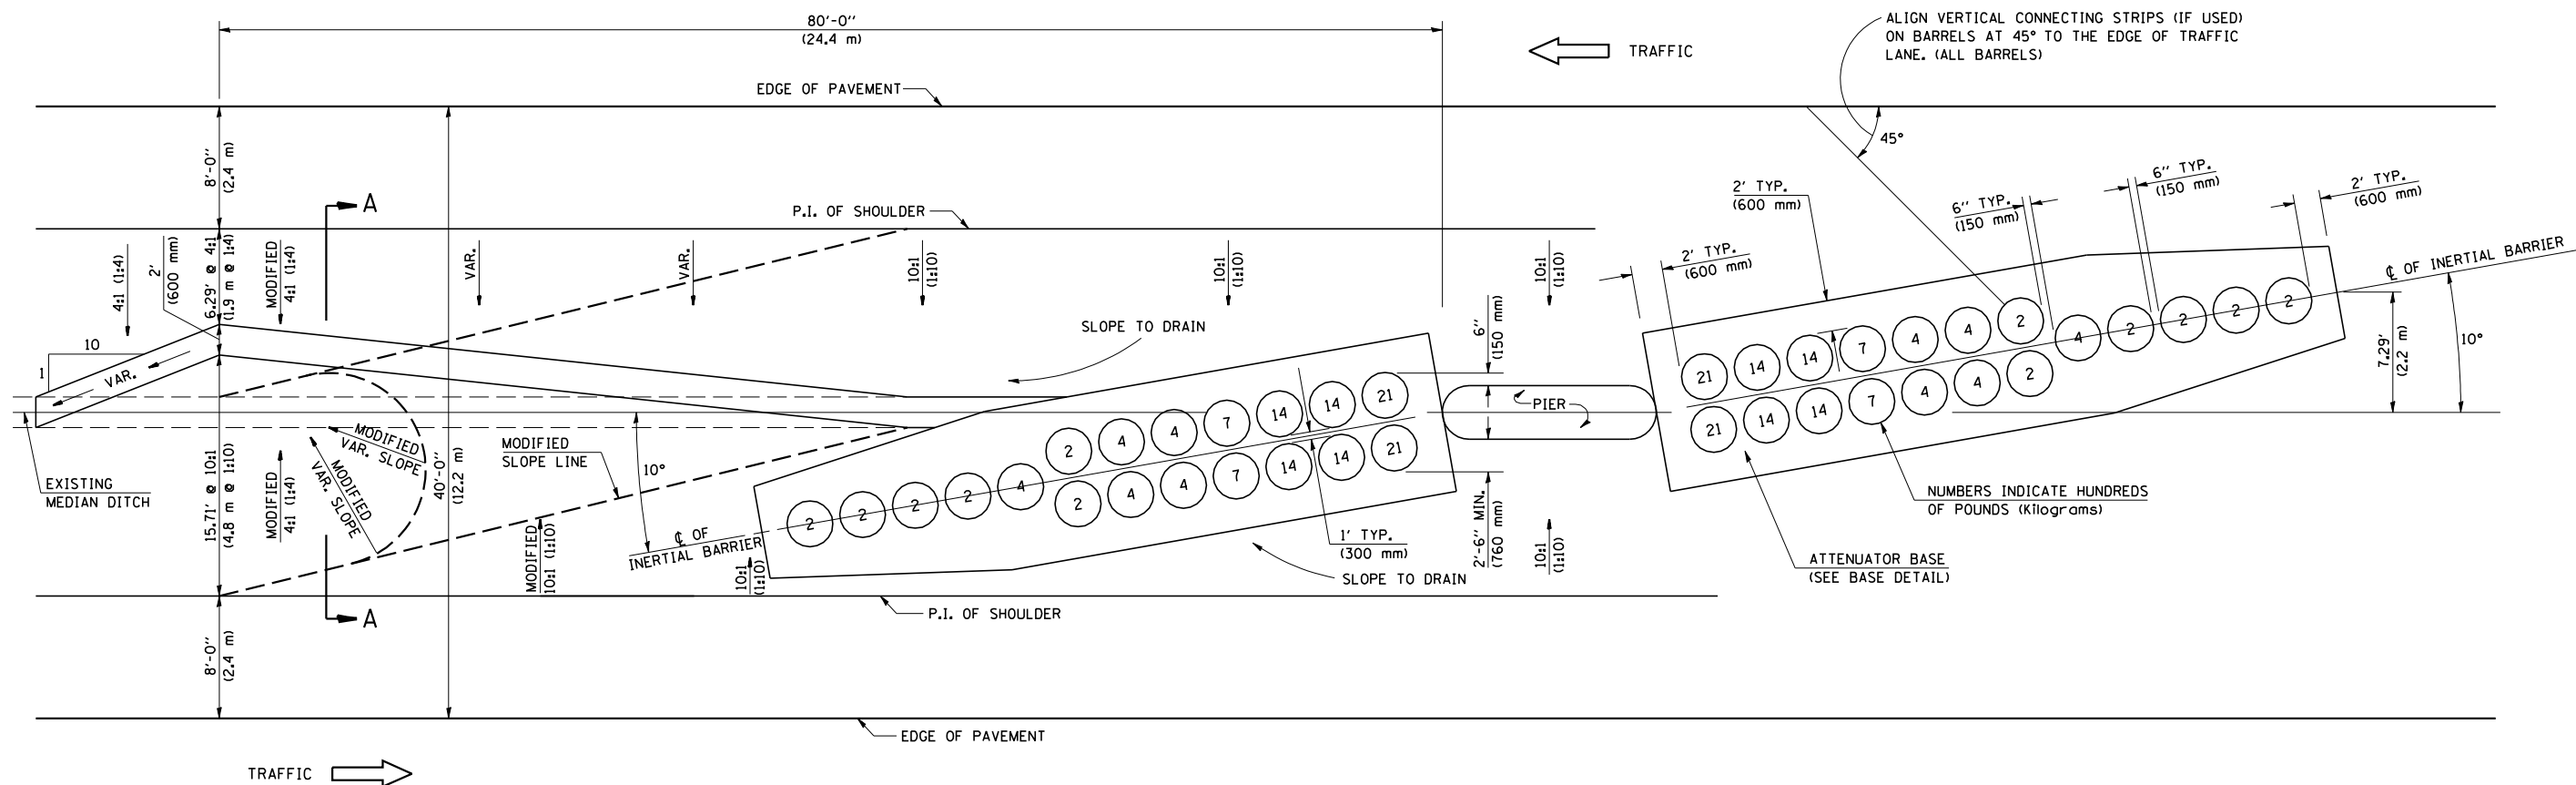 80'-0"
(24.4 m)
TRAFFIC
ALIGN VERTICAL CONNECTING STRIPS (IF USED)
ON BARRELS AT 45° TO THE EDGE OF TRAFFIC
LANE. (ALL BARRELS)
EDGE OF PAVEMENT
45°
8'-0"
(2.4 m)
A
P.I. OF SHOULDER
2' TYP.
(600 mm)
6" TYP.
(150 mm)
6" TYP.
(150 mm)
2' TYP.
(600 mm)
2' TYP.
(600 mm)
℄ OF INERTIAL BARRIER
4:1 (1:4)
2'
(600 mm)
6.29' @ 4:1
(1.9 m @ 1:4)
MODIFIED
4:1 (1:4)
VAR.
VAR.
10:1
(1:10)
10:1
(1:10)
10:1
(1:10)
SLOPE TO DRAIN
6"
(150 mm)
10
1
VAR.
PIER
7.29'
(2.2 m)
10°
21 14 14 7 4 4 2
4 2 2 2 2
21 14 14 7 4 4 2
2 4 4 7 14 14 21
2 2 2 2 4
2 4 4 7 14 14 21
MODIFIED
VAR. SLOPE
MODIFIED
VAR. SLOPE
MODIFIED
SLOPE LINE
10°
40'-0"
(12.2 m)
EXISTING
MEDIAN DITCH
15.71' @ 10:1
(4.8 m @ 1:10)
MODIFIED
4:1 (1:4)
MODIFIED
10:1 (1:10)
℄ OF
INERTIAL BARRIER
10:1
(1:10)
1' TYP.
(300 mm)
2'-6" MIN.
(760 mm)
10:1
(1:10)
SLOPE TO DRAIN
NUMBERS INDICATE HUNDREDS
OF POUNDS (Kilograms)
ATTENUATOR BASE
(SEE BASE DETAIL)
A
P.I. OF SHOULDER
8'-0"
(2.4 m)
EDGE OF PAVEMENT
TRAFFIC